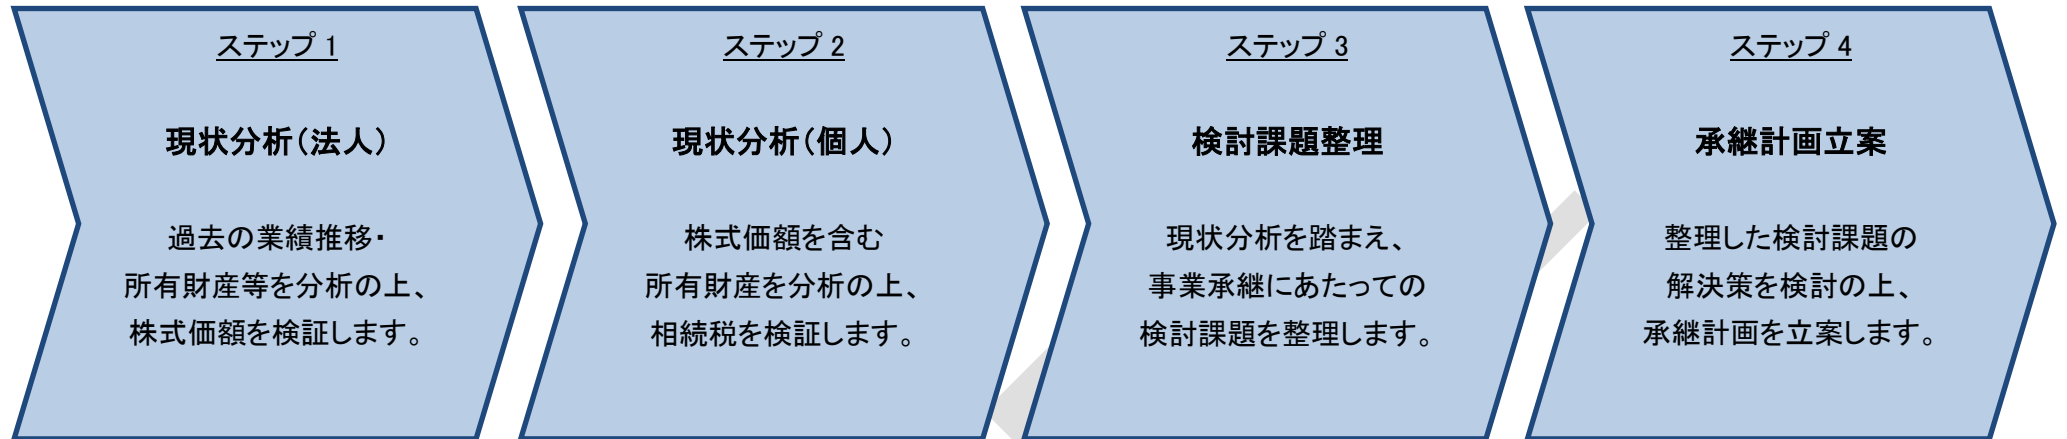 ステップ 1
現状分析(法人)
過去の業績推移・
所有財産等を分析の上、
株式価額を検証します。
ステップ 2
現状分析(個人)
株式価額を含む
所有財産を分析の上、
相続税を検証します。
ステップ 3
検討課題整理
現状分析を踏まえ、
事業承継にあたっての
検討課題を整理します。
ステップ 4
承継計画立案
整理した検討課題の
解決策を検討の上、
承継計画を立案します。